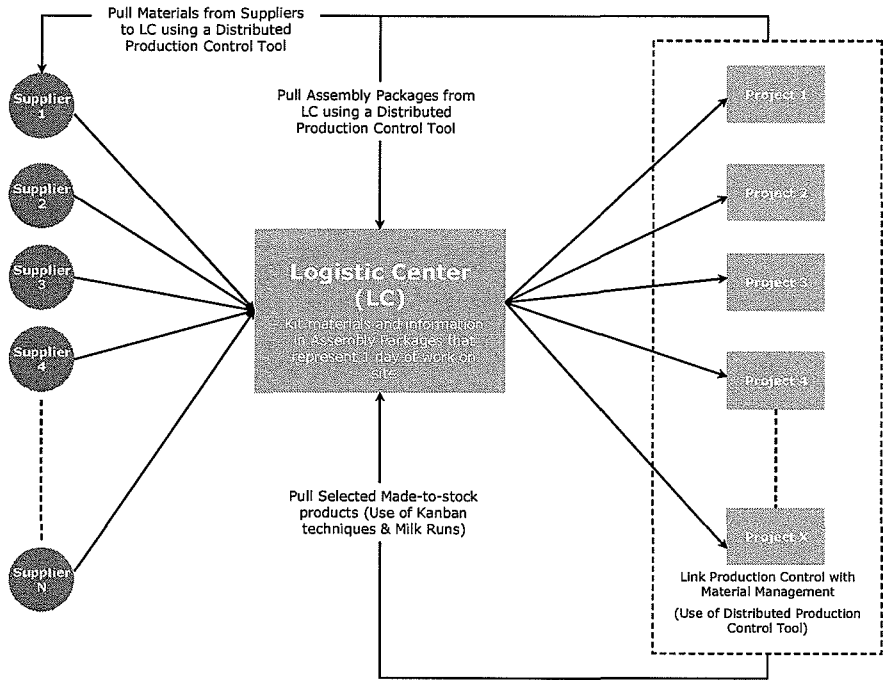 Pull Materials from Suppliers
to LC using a Distributed
Production Control Tool
Pull Assembly Packages from
LC using a Distributed
Production Control Tool
Supplier
1
Supplier
2
Supplier
3
Supplier
4
Supplier
N
Logistic Center
(LC)
Kit materials and information
in Assembly Packages that
represent 1 day of work on
site
Pull Selected Made-to-stock
products (Use of Kanban
techniques & Milk Runs)
Project 1
Project 2
Project 3
Project 4
Project X
Link Production Control with
Material Management
(Use of Distributed Production
Control Tool)